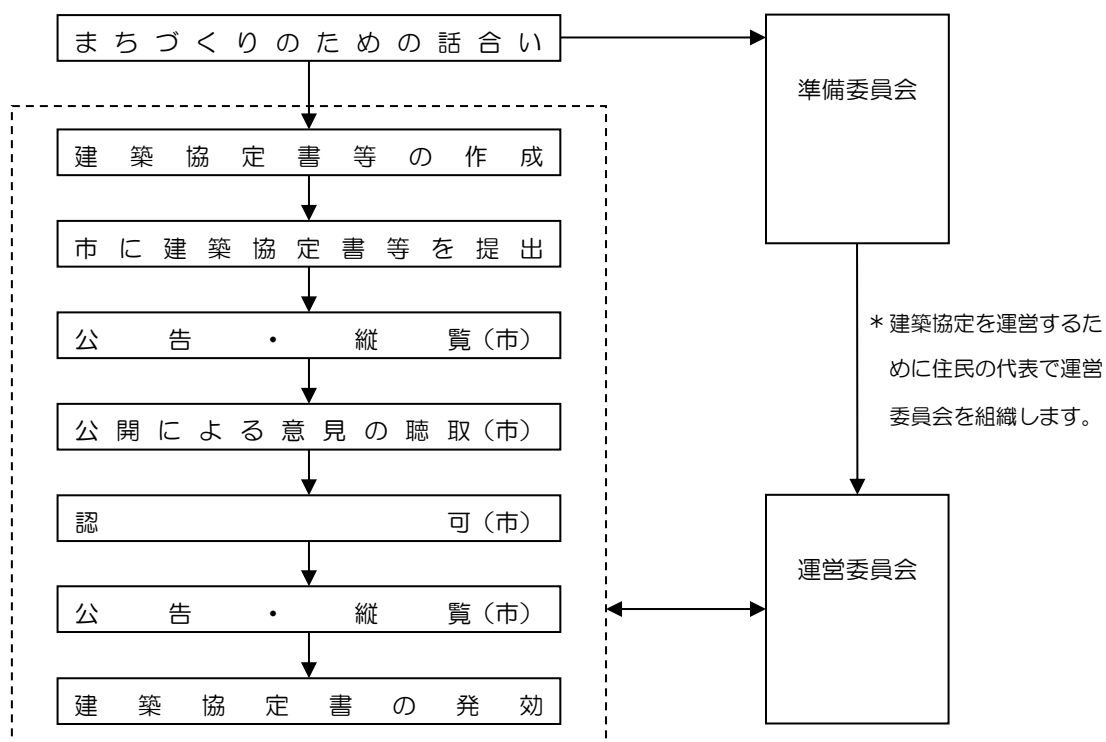 まちづくりのための話合い
準備委員会
建築協定書等の作成
市に建築協定書等を提出
公告・縦覧（市）
＊建築協定を運営するた
めに住民の代表で運営
委員会を組織します。
公開による意見の聴取（市）
認可（市）
運営委員会
公告・縦覧（市）
建築協定書の発効